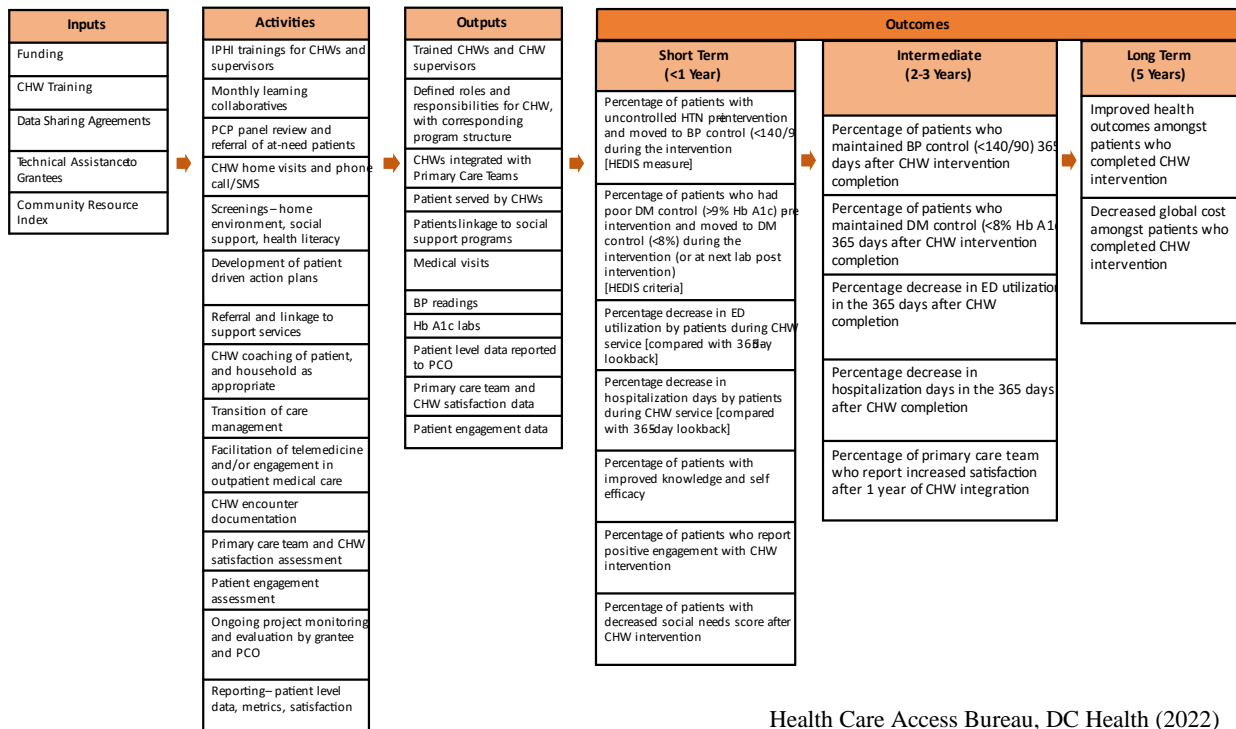 Inputs
Funding
CHW Training
Data Sharing Agreements
Technical Assistance to
Grantees
Community Resource
Index
Activities
IPHI trainings for CHWs and
supervisors
Monthly learning
collaboratives
PCP panel review and
referral of at-need patients
CHW home visits and phone
call/SMS
Screenings– home
environment, social
support, health literacy
Development of patient
driven action plans
Referral and linkage to
support services
CHW coaching of patient,
and household as
appropriate
Transition of care
management
Facilitation of telemedicine
and/or engagement in
outpatient medical care
CHW encounter
documentation
Primary care team and CHW
satisfaction assessment
Patient engagement
assessment
Ongoing project monitoring
and evaluation by grantee
and PCO
Reporting– patient level
data, metrics, satisfaction
Outputs
Trained CHWs and CHW
supervisors
Defined roles and
responsibilities for CHW,
with corresponding
program structure
CHWs integrated with
Primary Care Teams
Patient served by CHWs
Patients linkage to social
support programs
Medical visits
BP readings
Hb A1c labs
Patient level data reported
to PCO
Primary care team and
CHW satisfaction data
Patient engagement data
Outcomes
Short Term
(<1 Year)
Percentage of patients with
uncontrolled HTN preintervention
and moved to BP control (<140/9
during the intervention
[HEDIS measure]
Percentage of patients who had
poor DM control (>9% Hb A1c) pre
intervention and moved to DM
control (<8%) during the
intervention (or at next lab post
intervention)
[HEDIS criteria]
Percentage decrease in ED
utilization by patients during CHW
service [compared with 365day
lookback]
Percentage decrease in
hospitalization days by patients
during CHW service [compared
with 365day lookback]
Percentage of patients with
improved knowledge and self
efficacy
Percentage of patients who report
positive engagement with CHW
intervention
Percentage of patients with
decreased social needs score after
CHW intervention
Intermediate
(2-3 Years)
Percentage of patients who
maintained BP control (<140/90) 365
days after CHW intervention
completion
Percentage of patients who
maintained DM control (<8% Hb A1c
365 days after CHW intervention
completion
Percentage decrease in ED utilization
in the 365 days after CHW
completion
Percentage decrease in
hospitalization days in the 365 days
after CHW completion
Percentage of primary care team
who report increased satisfaction
after 1 year of CHW integration
Long Term
(5 Years)
Improved health
outcomes amongst
patients who
completed CHW
intervention
Decreased global cost
amongst patients who
completed CHW
intervention
Health Care Access Bureau, DC Health (2022)